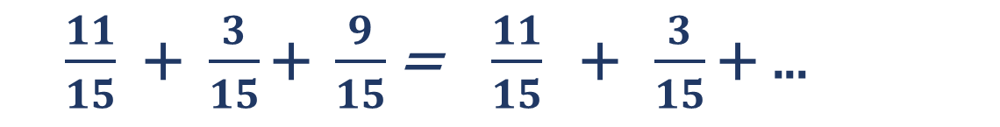 11/15 + 3/15 + 9/15 = 11/15 + 3/15 + ...